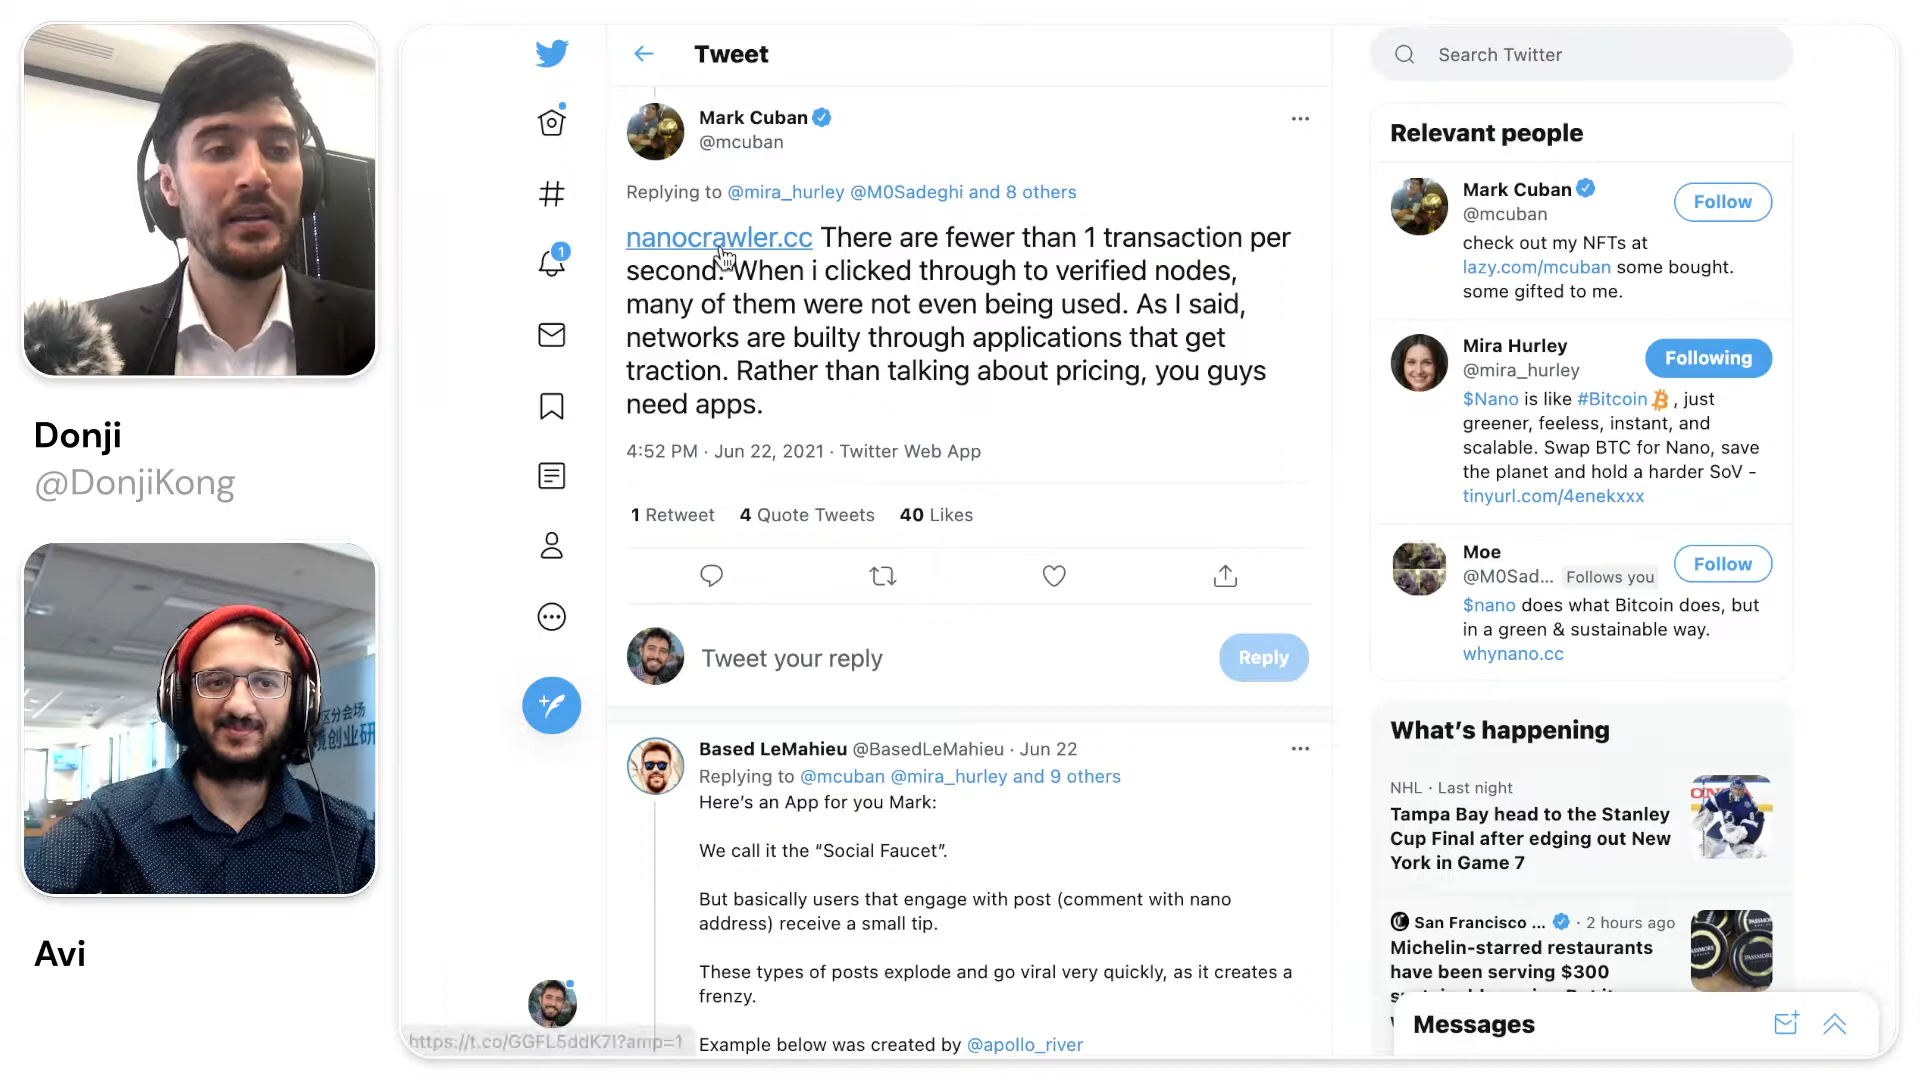 Donji
@DonjiKong
区分会场
境创业研
Avi
Tweet
Mark Cuban
@mcuban
Replying to @mira_hurley @M0Sadeghi and 8 others
nanocrawler.cc There are fewer than 1 transaction per
second. When i clicked through to verified nodes,
many of them were not even being used. As I said,
networks are builty through applications that get
traction. Rather than talking about pricing, you guys
need apps.
4:52 PM · Jun 22, 2021 · Twitter Web App
1 Retweet 4 Quote Tweets 40 Likes
Tweet your reply
Reply
Based LeMahieu @BasedLeMahieu · Jun 22
Replying to @mcuban @mira_hurley and 9 others
Here's an App for you Mark:
We call it the “Social Faucet”.
But basically users that engage with post (comment with nano
address) receive a small tip.
These types of posts explode and go viral very quickly, as it creates a
frenzy.
Example below was created by @apollo_river
https://t.co/GGFL5ddK7I?amp=1
1
Search Twitter
Relevant people
Mark Cuban
@mcuban
Follow
check out my NFTs at
lazy.com/mcuban some bought.
some gifted to me.
Mira Hurley
@mira_hurley
Following
$Nano is like #Bitcoin , just
greener, feeless, instant, and
scalable. Swap BTC for Nano, save
the planet and hold a harder SoV -
tinyurl.com/4enekxxx
Moe
@M0Sad... Follows you
Follow
$nano does what Bitcoin does, but
in a green & sustainable way.
whynano.cc
What's happening
NHL · Last night
Tampa Bay head to the Stanley
Cup Final after edging out New
York in Game 7
San Francisco ... · 2 hours ago
Michelin-starred restaurants
have been serving $300
Messages